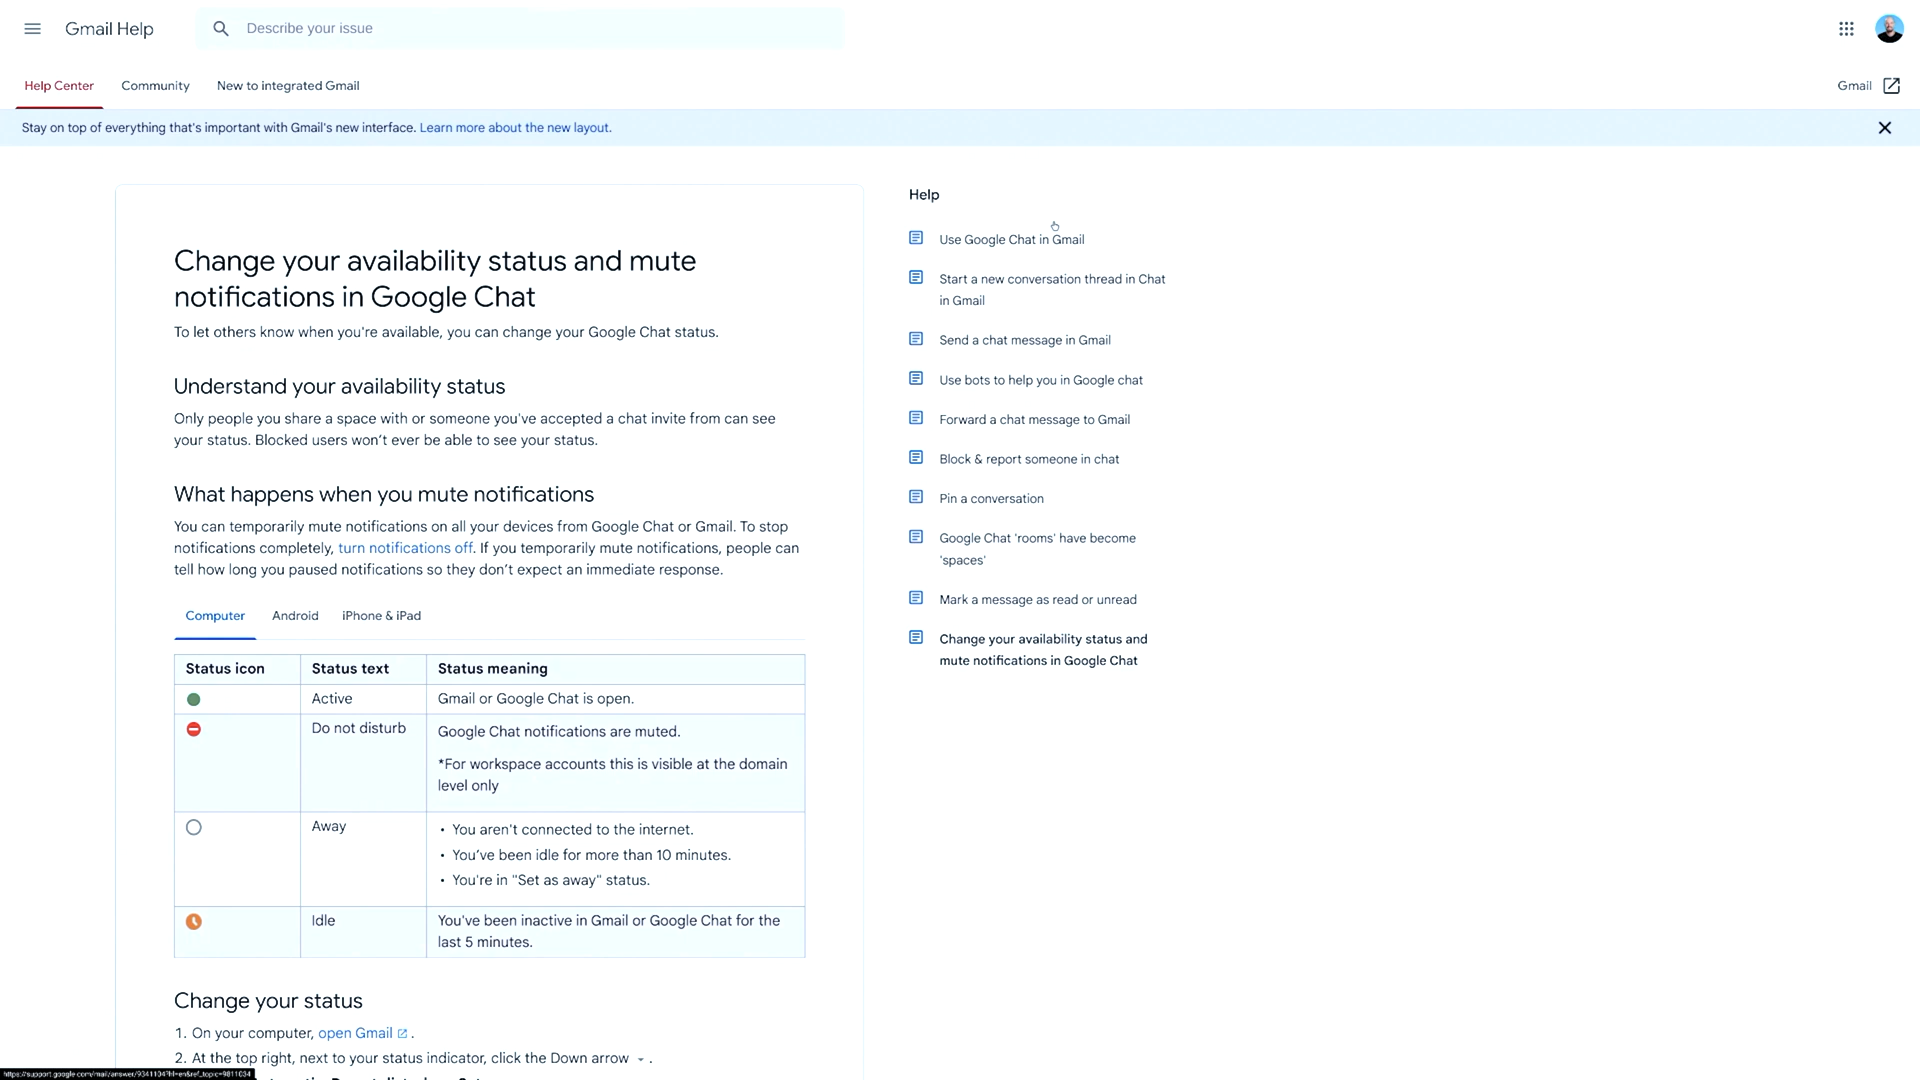 Gmail Help
Describe your issue
Help Center
Community
New to integrated Gmail
Gmail
Stay on top of everything that's important with Gmail's new interface. Learn more about the new layout.
Change your availability status and mute
notifications in Google Chat
To let others know when you're available, you can change your Google Chat status.
Understand your availability status
Only people you share a space with or someone you've accepted a chat invite from can see
your status. Blocked users won’t ever be able to see your status.
What happens when you mute notifications
You can temporarily mute notifications on all your devices from Google Chat or Gmail. To stop
notifications completely, turn notifications off. If you temporarily mute notifications, people can
tell how long you paused notifications so they don’t expect an immediate response.
Computer
Android
iPhone & iPad
Status icon
Status text
Status meaning
Active
Gmail or Google Chat is open.
Do not disturb
Google Chat notifications are muted.
*For workspace accounts this is visible at the domain
level only
Away
• You aren't connected to the internet.
• You’ve been idle for more than 10 minutes.
• You're in "Set as away" status.
Idle
You've been inactive in Gmail or Google Chat for the
last 5 minutes.
Change your status
1. On your computer, open Gmail .
2. At the top right, next to your status indicator, click the Down arrow .
Help
Use Google Chat in Gmail
Start a new conversation thread in Chat
in Gmail
Send a chat message in Gmail
Use bots to help you in Google chat
Forward a chat message to Gmail
Block & report someone in chat
Pin a conversation
Google Chat 'rooms' have become
'spaces'
Mark a message as read or unread
Change your availability status and
mute notifications in Google Chat
https://support.google.com/mail/answer/9341104?hl=en&ref_topic=9811034